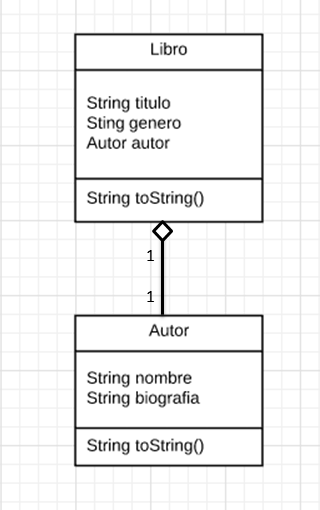 Libro
String titulo
Sting genero
Autor autor
String toString()
1
1
Autor
String nombre
String biografia
String toString()